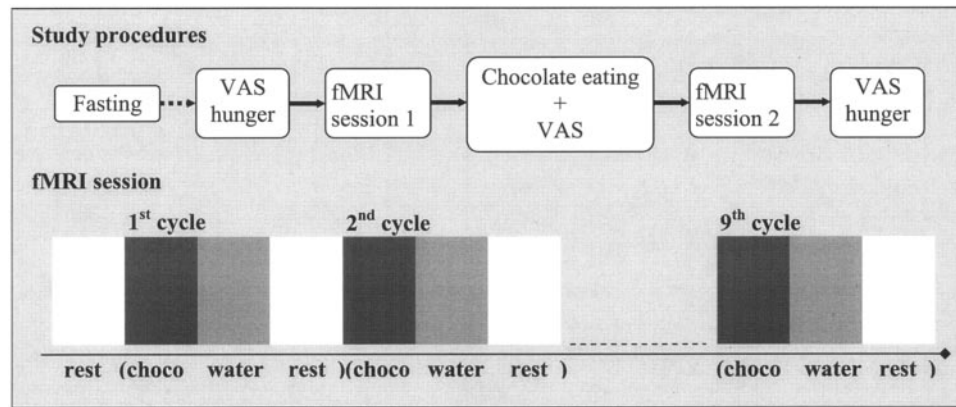 Study procedures
Fasting
VAS
hunger
fMRI
session 1
Chocolate eating
+
VAS
fMRI
session 2
VAS
hunger
fMRI session
1st cycle
2nd cycle
9th cycle
rest (choco water rest )(choco water rest ) (choco water rest )